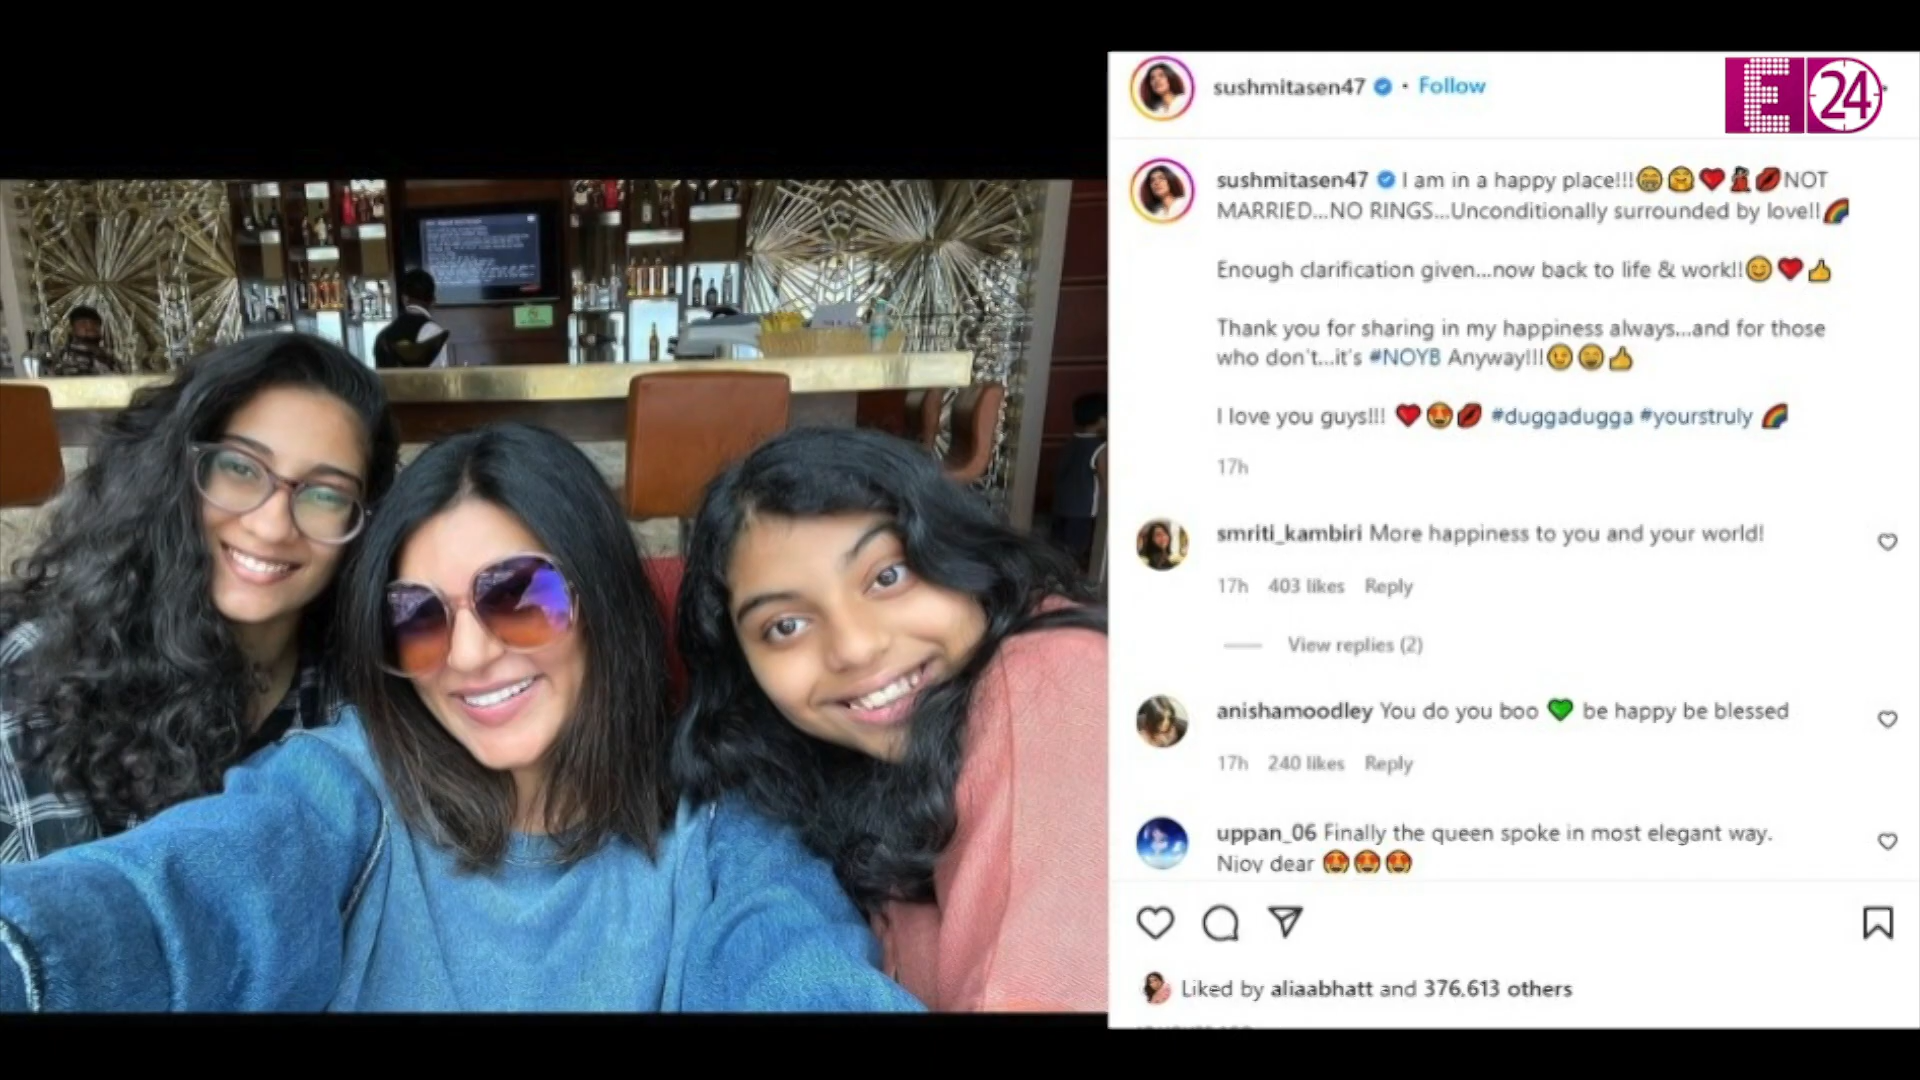 sushmitasen47 • Follow
E 24
sushmitasen47 I am in a happy place!!!😁🤗❤️💃💋NOT
MARRIED...NO RINGS...Unconditionally surrounded by love!!🌈
Enough clarification given...now back to life & work!!😊❤️👍
Thank you for sharing in my happiness always...and for those
who don't...it's #NOYB Anyway!!!😉😄👍
I love you guys!!! ❤️😍💋 #duggadugga #yourstruly 🌈
17h
smriti_kambiri More happiness to you and your world!
17h 403 likes Reply
View replies (2)
anishamoodley You do you boo 💚 be happy be blessed
17h 240 likes Reply
uppan_06 Finally the queen spoke in most elegant way.
Njoy dear 😍😍😍
Liked by aliaabhatt and 376,613 others